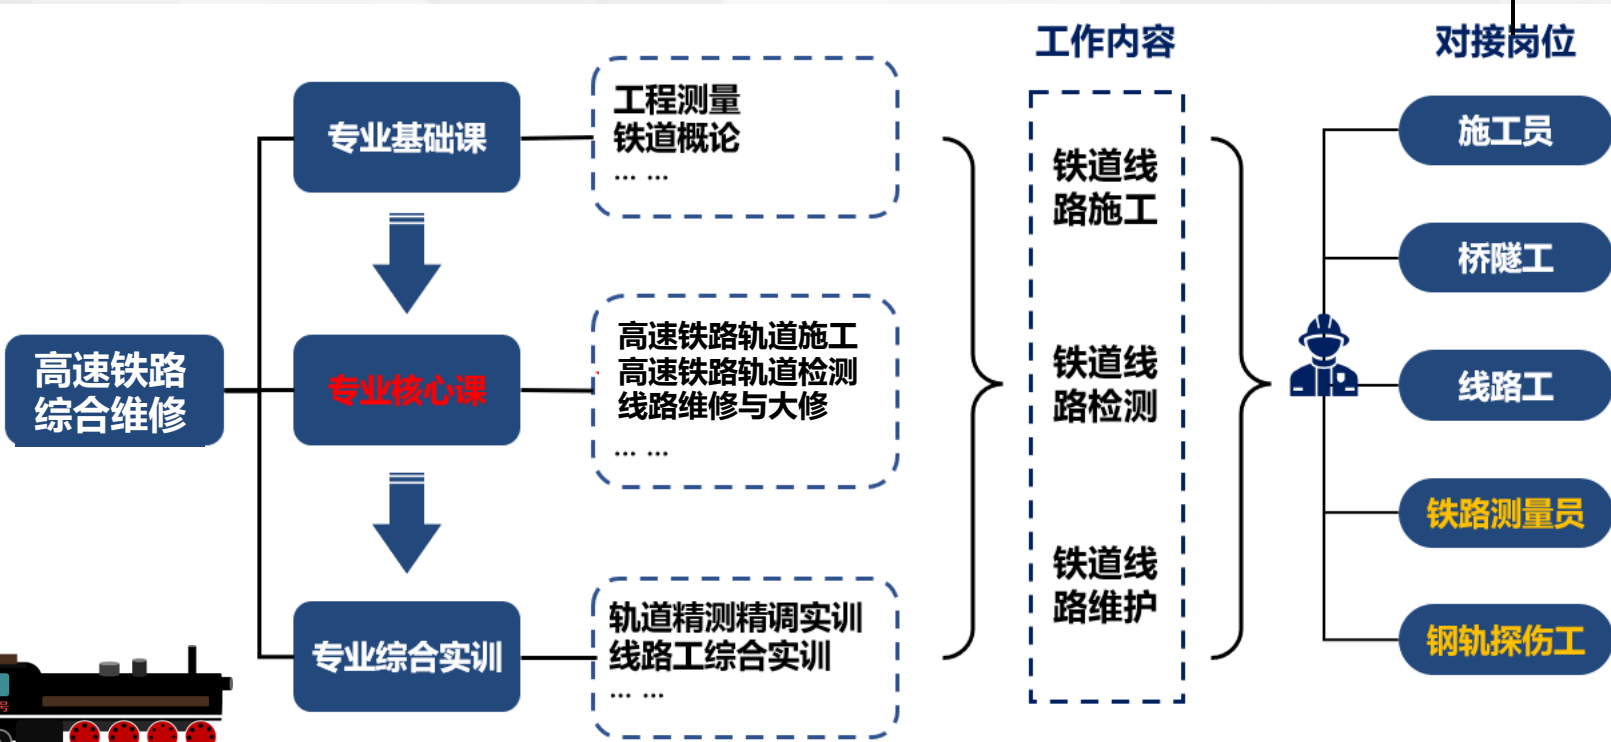 工作内容
对接岗位
专业基础课
工程测量
铁道概论
... ...
高速铁路
综合维修
专业核心课
高速铁路轨道施工
高速铁路轨道检测
线路维修与大修
... ...
专业综合实训
轨道精测精调实训
线路工综合实训
... ...
铁道线
路施工
铁道线
路检测
铁道线
路维护
施工员
桥隧工
线路工
铁路测量员
钢轨探伤工
号